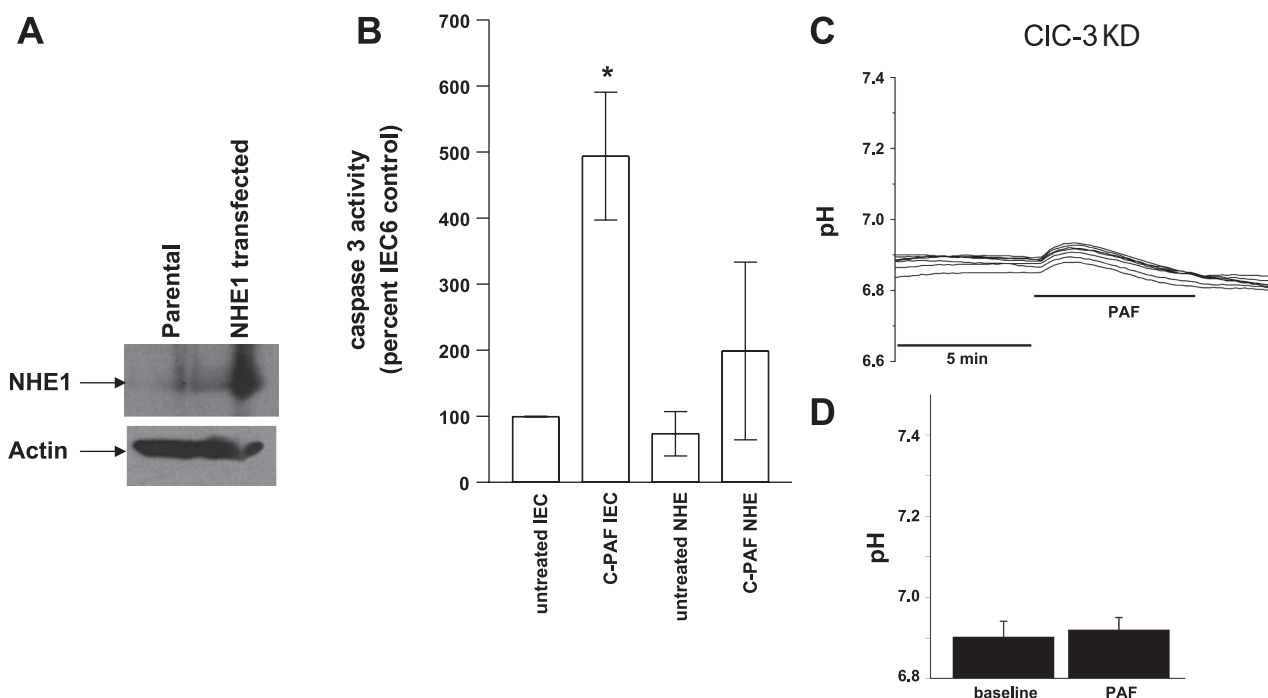 A
Parental
NHE1 transfected
NHE1
Actin
B
caspase 3 activity
(percent IEC6 control)
700
600
500
400
300
200
100
0
*
untreated IEC
C-PAF IEC
untreated NHE
C-PAF NHE
C
ClC-3 KD
pH
7.4
7.2
7.0
6.8
6.6
PAF
5 min
D
pH
7.4
7.2
7.0
6.8
baseline
PAF